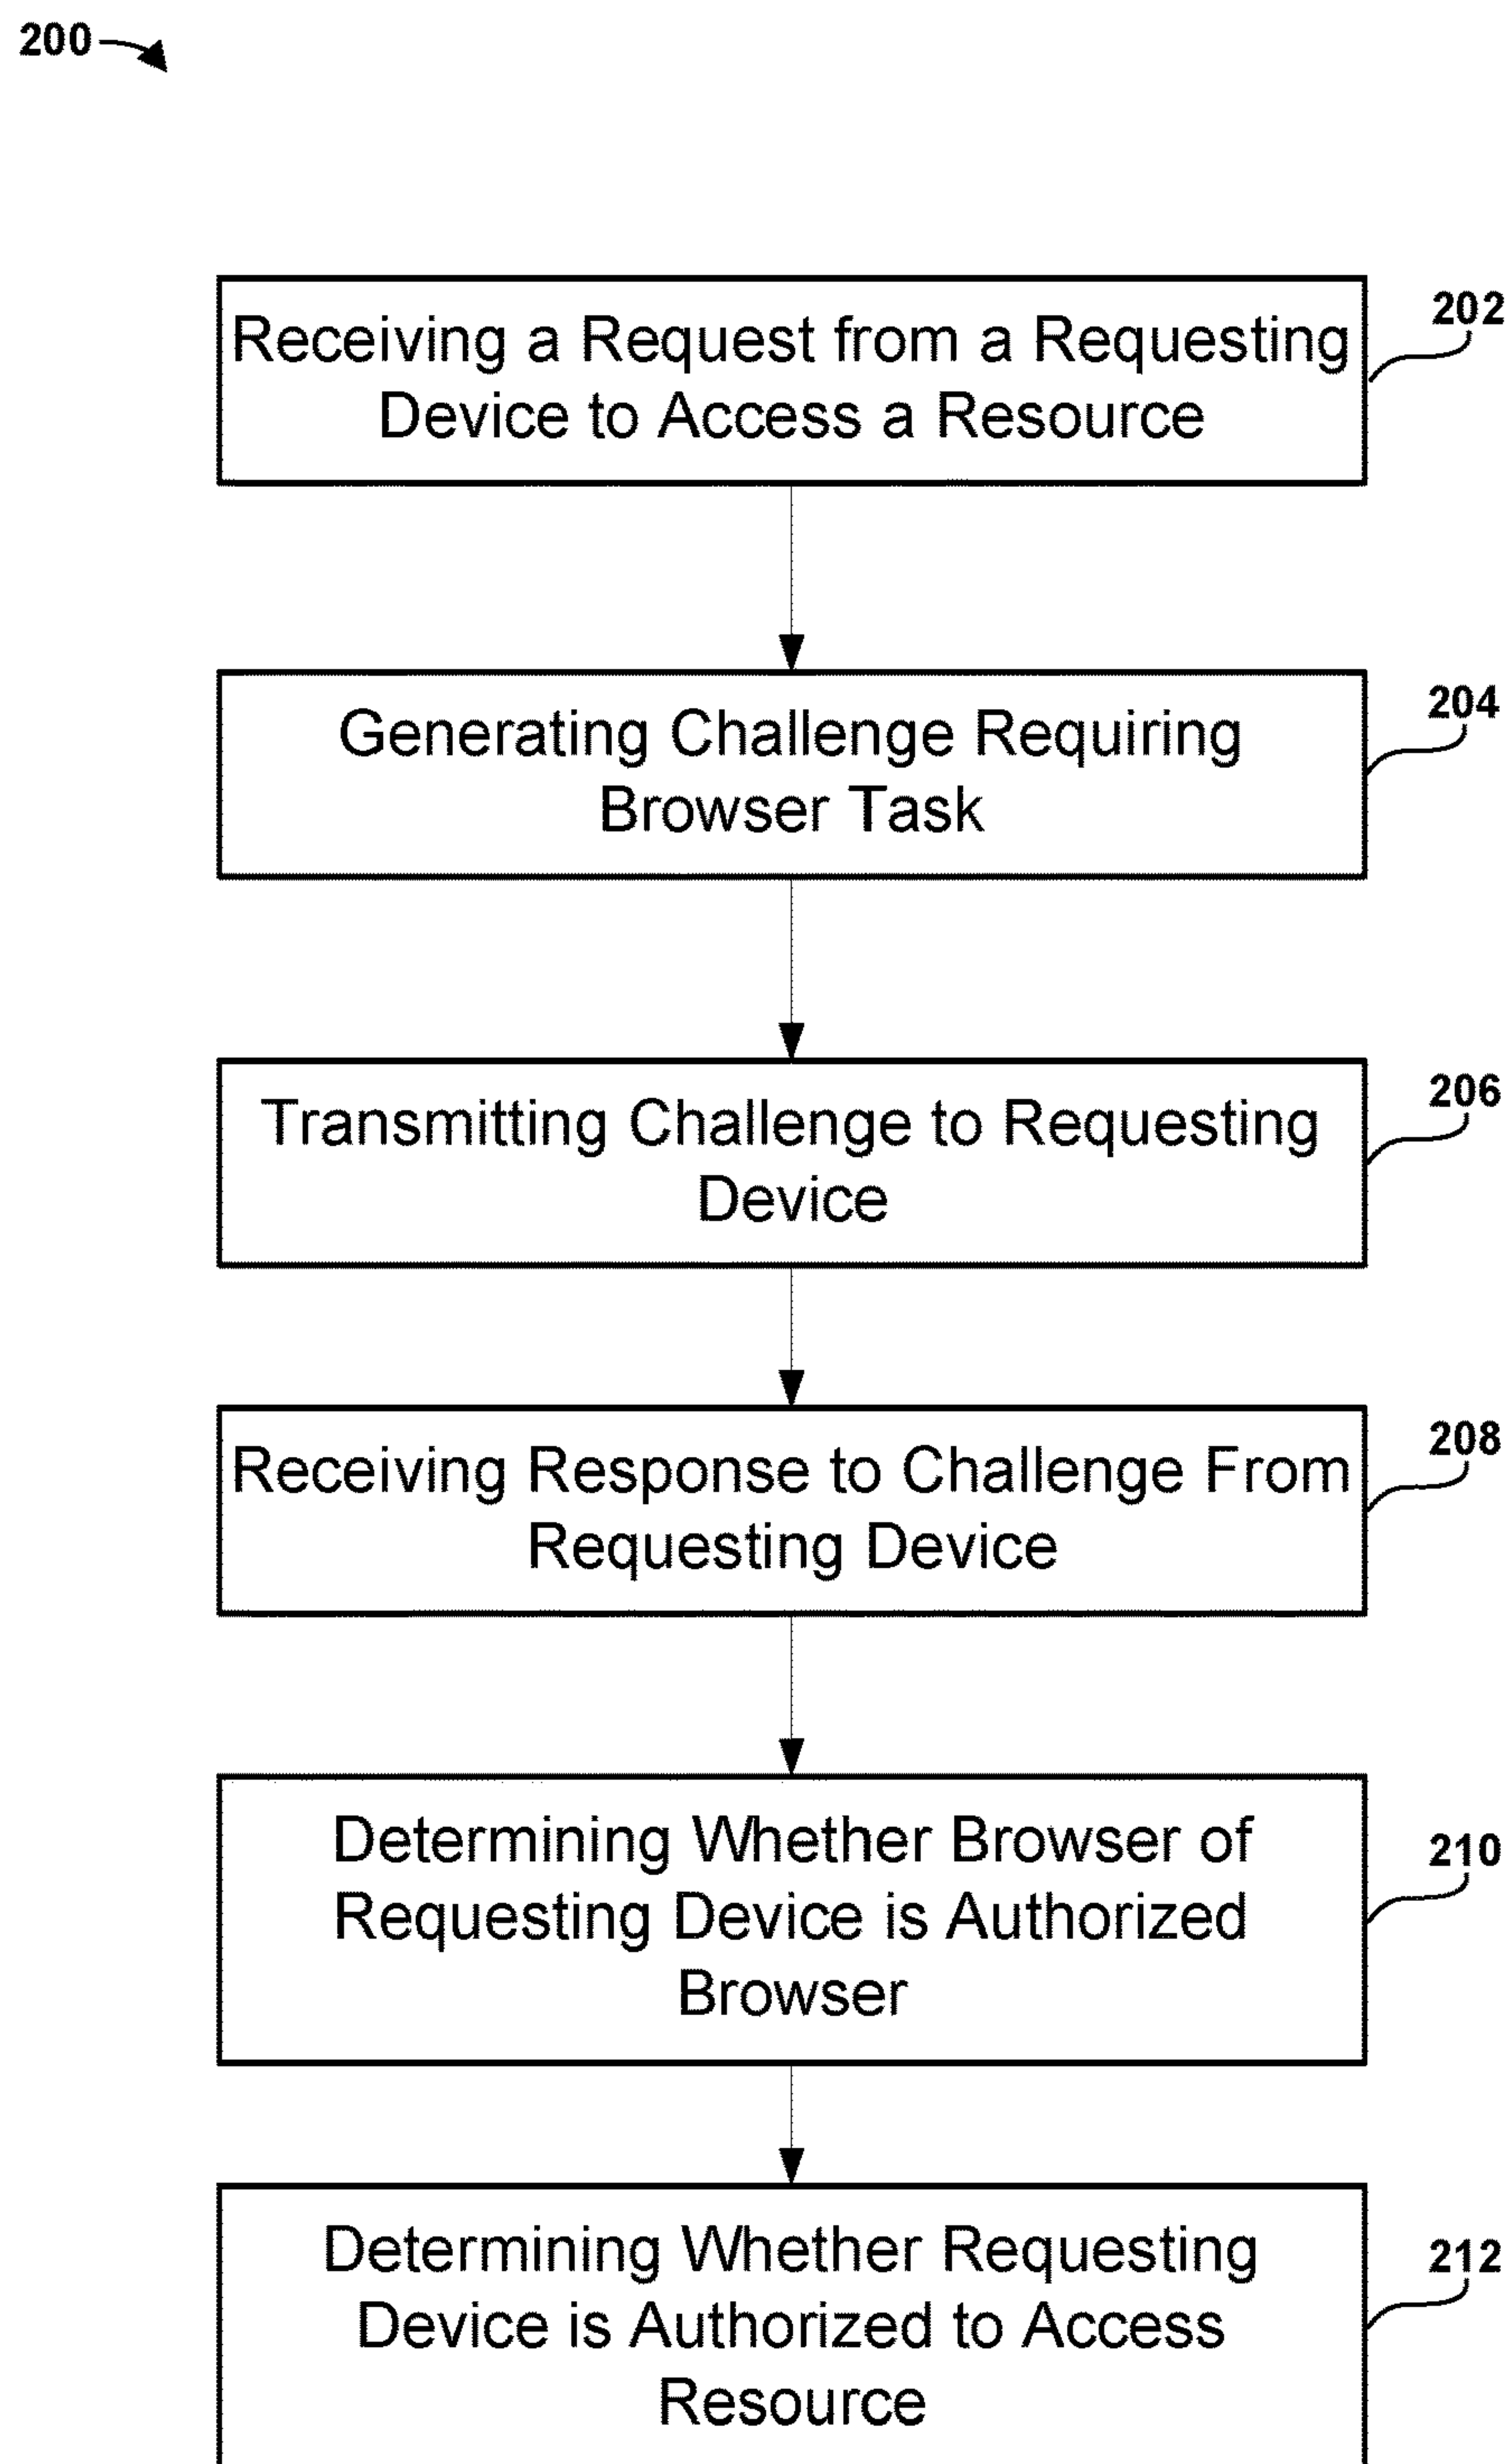 200
Receiving a Request from a Requesting
Device to Access a Resource
202
Generating Challenge Requiring
Browser Task
204
Transmitting Challenge to Requesting
Device
206
Receiving Response to Challenge From
Requesting Device
208
Determining Whether Browser of
Requesting Device is Authorized
Browser
210
Determining Whether Requesting
Device is Authorized to Access
Resource
212